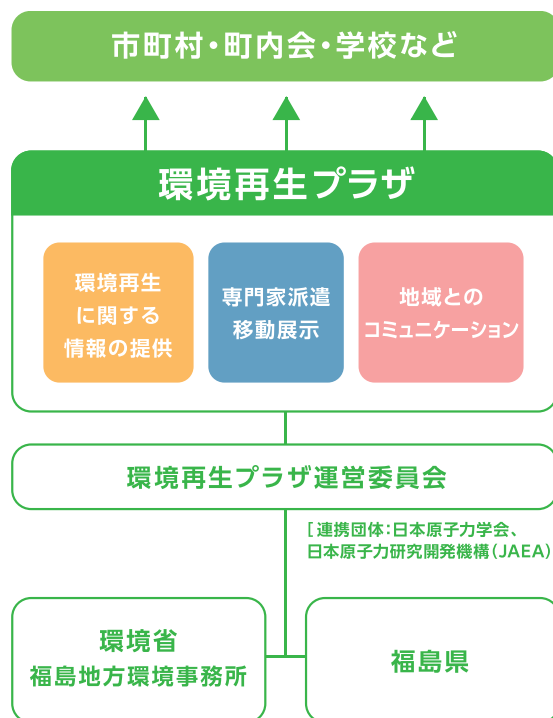 市町村・町内会・学校など
環境再生プラザ
環境再生
に関する
情報の提供
専門家派遣
移動展示
地域との
コミュニケーション
環境再生プラザ運営委員会
[連携団体:日本原子力学会、
日本原子力研究開発機構(JAEA)
環境省
福島地方環境事務所
福島県